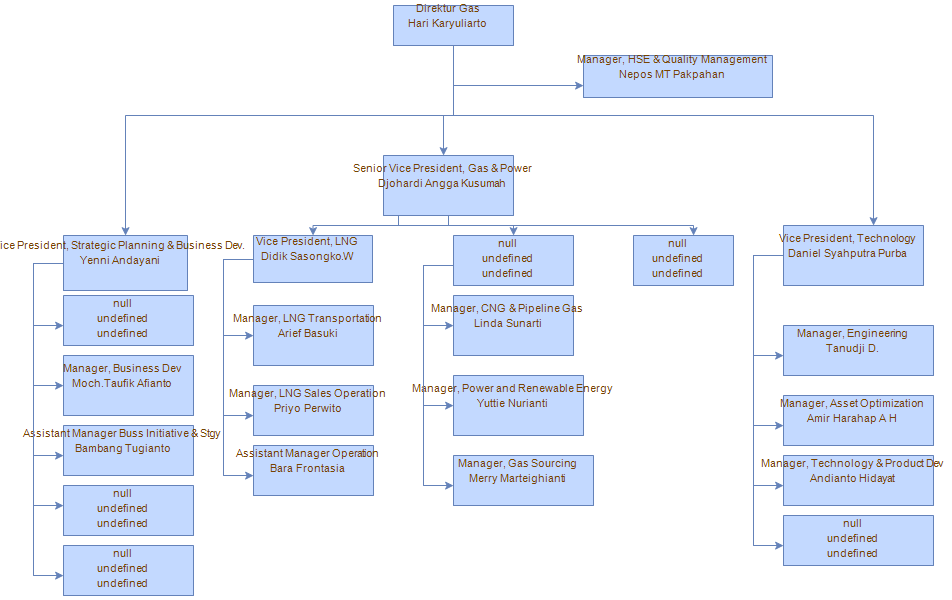 Direktur Gas
Hari Karyuliarto
Manager, HSE & Quality Management
Nepos MT Pakpahan
Senior Vice President, Gas & Power
Djohardi Angga Kusumah
ice President, Strategic Planning & Business Dev.
Yenni Andayani
null
undefined
undefined
Manager, Business Dev
Moch.Taufik Afianto
Assistant Manager Buss Initiative & Stgy
Bambang Tugianto
null
undefined
undefined
null
undefined
undefined
Vice President, LNG
Didik Sasongko.W
Manager, LNG Transportation
Arief Basuki
Manager, LNG Sales Operation
Priyo Perwito
Assistant Manager Operation
Bara Frontasia
null
undefined
undefined
Manager, CNG & Pipeline Gas
Linda Sunarti
Manager, Power and Renewable Energy
Yuttie Nurianti
Manager, Gas Sourcing
Merry Marteighianti
null
undefined
undefined
Vice President, Technology
Daniel Syahputra Purba
Manager, Engineering
Tanudji D.
Manager, Asset Optimization
Amir Harahap A H
Manager, Technology & Product Dev
Andianto Hidayat
null
undefined
undefined